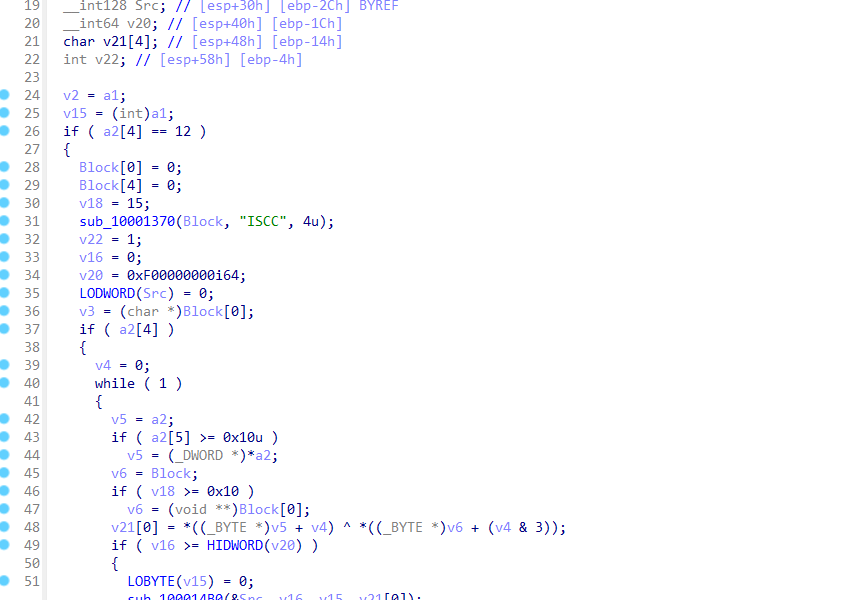 19 __int128 Src; // [esp+30h] [ebp-2Ch] BYREF
20 __int64 v20; // [esp+40h] [ebp-1Ch]
21 char v21[4]; // [esp+48h] [ebp-14h]
22 int v22; // [esp+58h] [ebp-4h]
23
24 v2 = a1;
25 v15 = (int)a1;
26 if ( a2[4] == 12 )
27 {
28 Block[0] = 0;
29 Block[4] = 0;
30 v18 = 15;
31 sub_10001370(Block, "ISCC", 4u);
32 v22 = 1;
33 v16 = 0;
34 v20 = 0xF00000000i64;
35 LODWORD(Src) = 0;
36 v3 = (char *)Block[0];
37 if ( a2[4] )
38 {
39 v4 = 0;
40 while ( 1 )
41 {
42 v5 = a2;
43 if ( a2[5] >= 0x10u )
44 v5 = (_DWORD *)*a2;
45 v6 = Block;
46 if ( v18 >= 0x10 )
47 v6 = (void **)Block[0];
48 v21[0] = *((_BYTE *)v5 + v4) ^ *((_BYTE *)v6 + (v4 & 3));
49 if ( v16 >= HIDWORD(v20) )
50 {
51 LOBYTE(v15) = 0;
sub_100014B0(&Src, v16, v15, v21[0]);